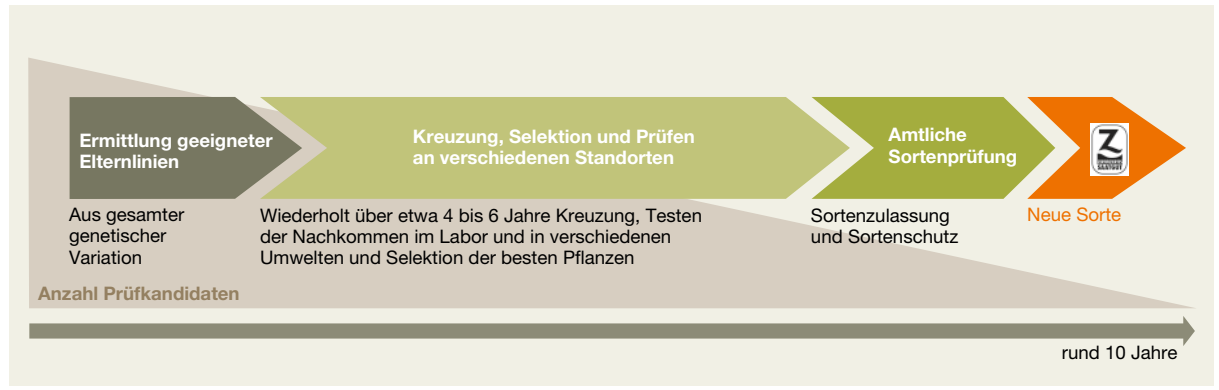 Ermittlung geeigneter
Elternlinien
Kreuzung, Selektion und Prüfen
an verschiedenen Standorten
Amtliche
Sortenprüfung
Z
Aus gesamter
genetischer
Variation
Wiederholt über etwa 4 bis 6 Jahre Kreuzung, Testen
der Nachkommen im Labor und in verschiedenen
Umwelten und Selektion der besten Pflanzen
Sortenzulassung
und Sortenschutz
Neue Sorte
Anzahl Prüfkandidaten
rund 10 Jahre